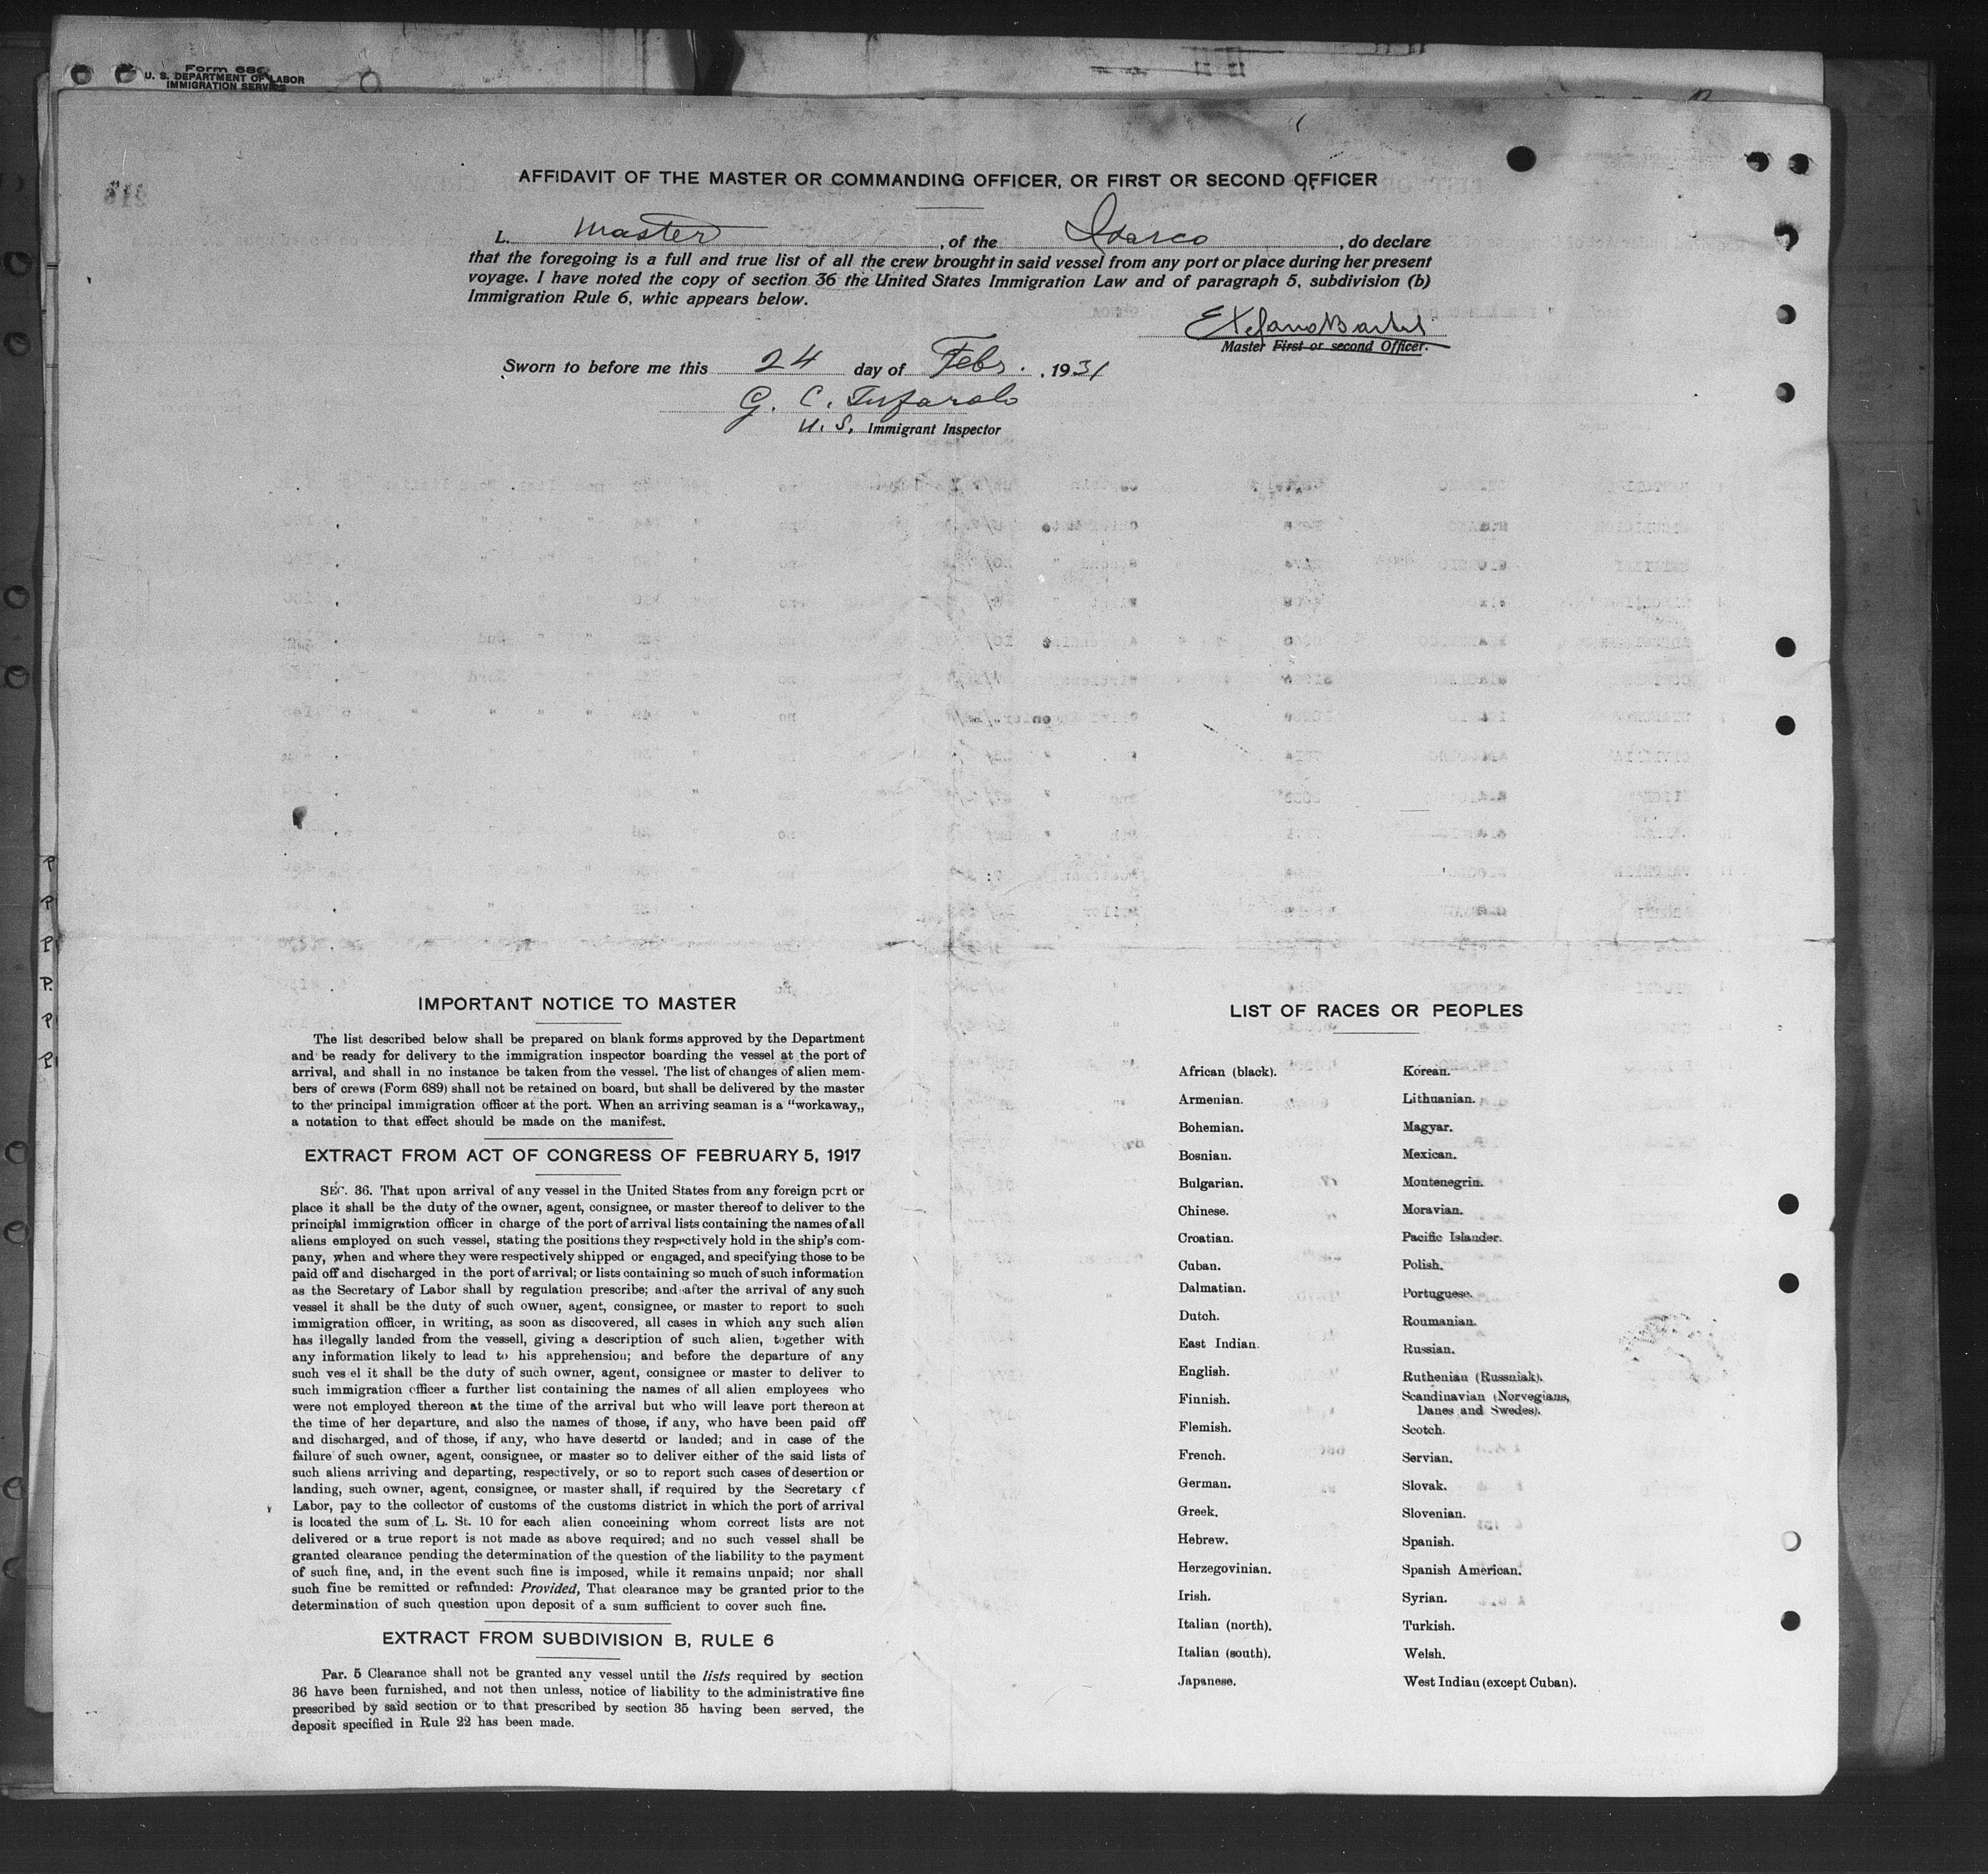 Form 689
U. S. DEPARTMENT OF LABOR
IMMIGRATION SERVICE
AFFIDAVIT OF THE MASTER OR COMMANDING OFFICER, OR FIRST OR SECOND OFFICER
I, master, of the Idarco, do declare
that the foregoing is a full and true list of all the crew brought in said vessel from any port or place during her present
voyage. I have noted the copy of section 36 the United States Immigration Law and of paragraph 5, subdivision (b)
Immigration Rule 6, whic appears below.
Master First or second Officer.
Sworn to before me this 24 day of Febr. , 1931
G. C.
U. S. Immigrant Inspector
IMPORTANT NOTICE TO MASTER
The list described below shall be prepared on blank forms approved by the Department
and be ready for delivery to the immigration inspector boarding the vessel at the port of
arrival, and shall in no instance be taken from the vessel. The list of changes of alien mem-
bers of crews (Form 689) shall not be retained on board, but shall be delivered by the master
to the principal immigration officer at the port. When an arriving seaman is a “workaway,,
a notation to that effect should be made on the manifest.
EXTRACT FROM ACT OF CONGRESS OF FEBRUARY 5, 1917
SEC. 36. That upon arrival of any vessel in the United States from any foreign port or
place it shall be the duty of the owner, agent, consignee, or master thereof to deliver to the
principal immigration officer in charge of the port of arrival lists containing the names of all
aliens employed on such vessel, stating the positions they respectively hold in the ship's com-
pany, when and where they were respectively shipped or engaged, and specifying those to be
paid off and discharged in the port of arrival; or lists containing so much of such information
as the Secretary of Labor shall by regulation prescribe; and after the arrival of any such
vessel it shall be the duty of such owner, agent, consignee, or master to report to such
immigration officer, in writing, as soon as discovered, all cases in which any such alien
has illegally landed from the vessell, giving a description of such alien, together with
any information likely to lead to his apprehension; and before the departure of any
such vessel it shall be the duty of such owner, agent, consignee or master to deliver to
such immigration officer a further list containing the names of all alien employees who
were not employed thereon at the time of the arrival but who will leave port thereon at
the time of her departure, and also the names of those, if any, who have been paid off
and discharged, and of those, if any, who have desertd or landed; and in case of the
failure of such owner, agent, consignee, or master so to deliver either of the said lists of
such aliens arriving and departing, respectively, or so to report such cases of desertion or
landing, such owner, agent, consignee, or master shall, if required by the Secretary of
Labor, pay to the collector of customs of the customs district in which the port of arrival
is located the sum of L. St. 10 for each alien conceining whom correct lists are not
delivered or a true report is not made as above required; and no such vessel shall be
granted clearance pending the determination of the question of the liability to the payment
of such fine, and, in the event such fine is imposed, while it remains unpaid; nor shall
such fine be remitted or refunded: Provided, That clearance may be granted prior to the
determination of such question upon deposit of a sum sufficient to cover such fine.
EXTRACT FROM SUBDIVISION B, RULE 6
Par. 5 Clearance shall not be granted any vessel until the lists required by section
36 have been furnished, and not then unless, notice of liability to the administrative fine
prescribed by said section or to that prescribed by section 35 having been served, the
deposit specified in Rule 22 has been made.
LIST OF RACES OR PEOPLES
African (black).
Armenian.
Bohemian.
Bosnian.
Bulgarian.
Chinese.
Croatian.
Cuban.
Dalmatian.
Dutch.
East Indian.
English.
Finnish.
Flemish.
French.
German.
Greek.
Hebrew.
Herzegovinian.
Irish.
Italian (north).
Italian (south).
Japanese.
Korean.
Lithuanian.
Magyar.
Mexican.
Montenegrin.
Moravian.
Pacific Islander.
Polish.
Portuguese.
Roumanian.
Russian.
Ruthenian (Russniak).
Scandinavian (Norvegians,
Danes and Swedes).
Scotch.
Servian.
Slovak.
Slovenian.
Spanish.
Spanish American.
Syrian.
Turkish.
Welsh.
West Indian (except Cuban).